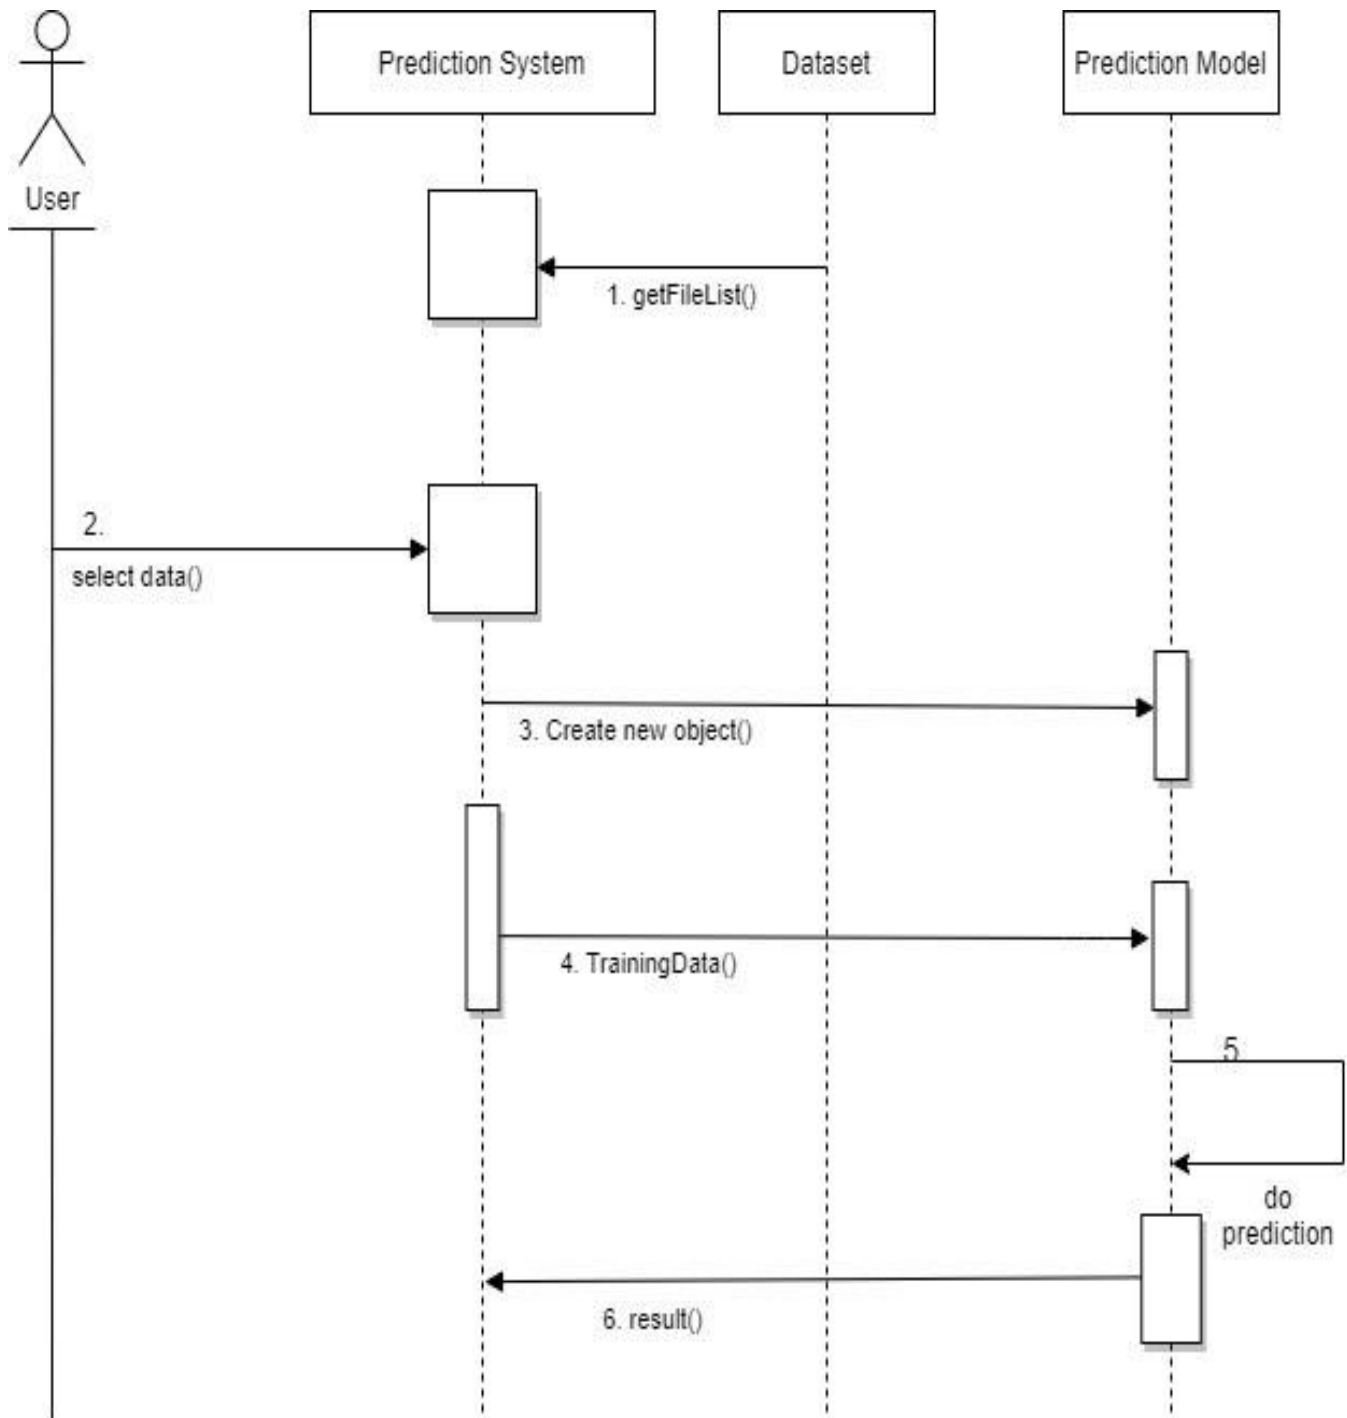 Prediction System
Dataset
Prediction Model
User
1. getFileList()
2.
select data()
3. Create new object()
4. TrainingData()
5
do
prediction
6. result()